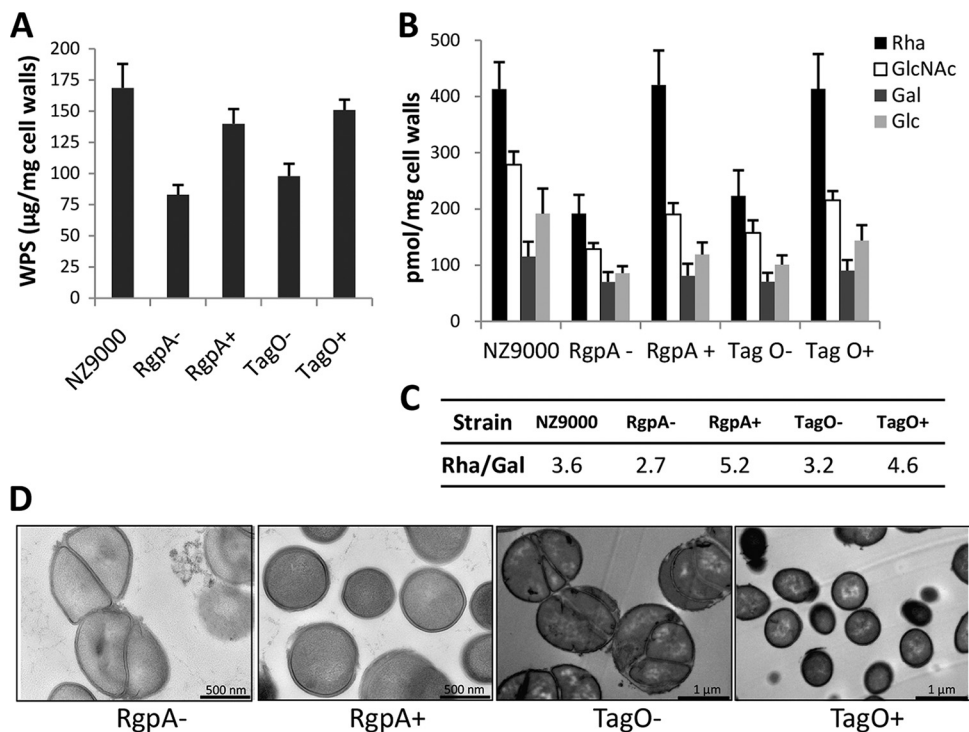 A
WPS (µg/mg cell walls)
200
175
150
125
100
75
50
25
0
NZ9000
RgpA-
RgpA+
TagO-
TagO+
B
pmol/mg cell walls
500
400
300
200
100
0
Rha
GlcNAc
Gal
Glc
NZ9000 RgpA - RgpA + Tag O- Tag O+
C
Strain NZ9000 RgpA- RgpA+ TagO- TagO+
Rha/Gal 3.6 2.7 5.2 3.2 4.6
D
500 nm
500 nm
1 µm
1 µm
RgpA- RgpA+ TagO- TagO+